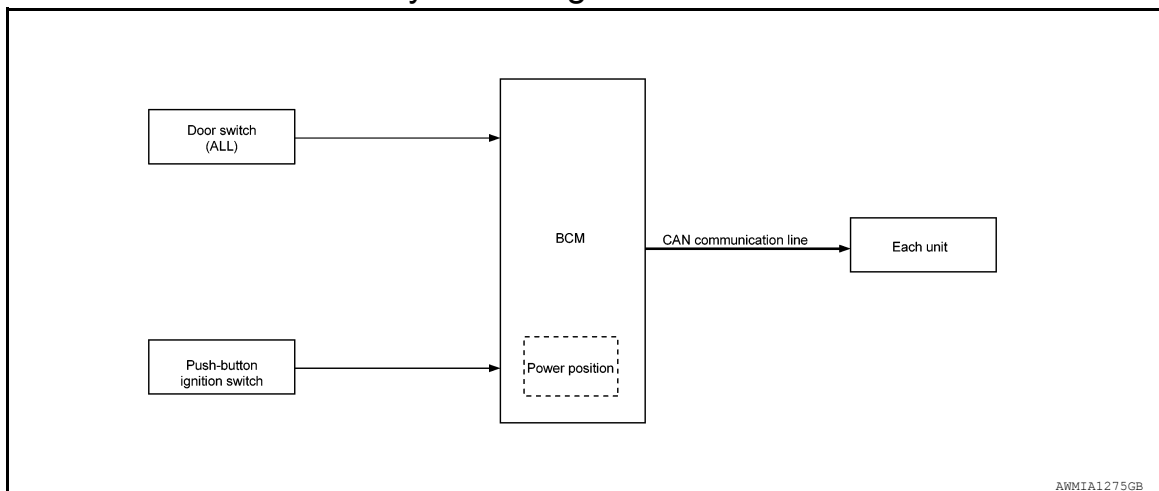 Door switch
(ALL)
BCM
CAN communication line
Each unit
Push-button
ignition switch
Power position
AWMIA1275GB